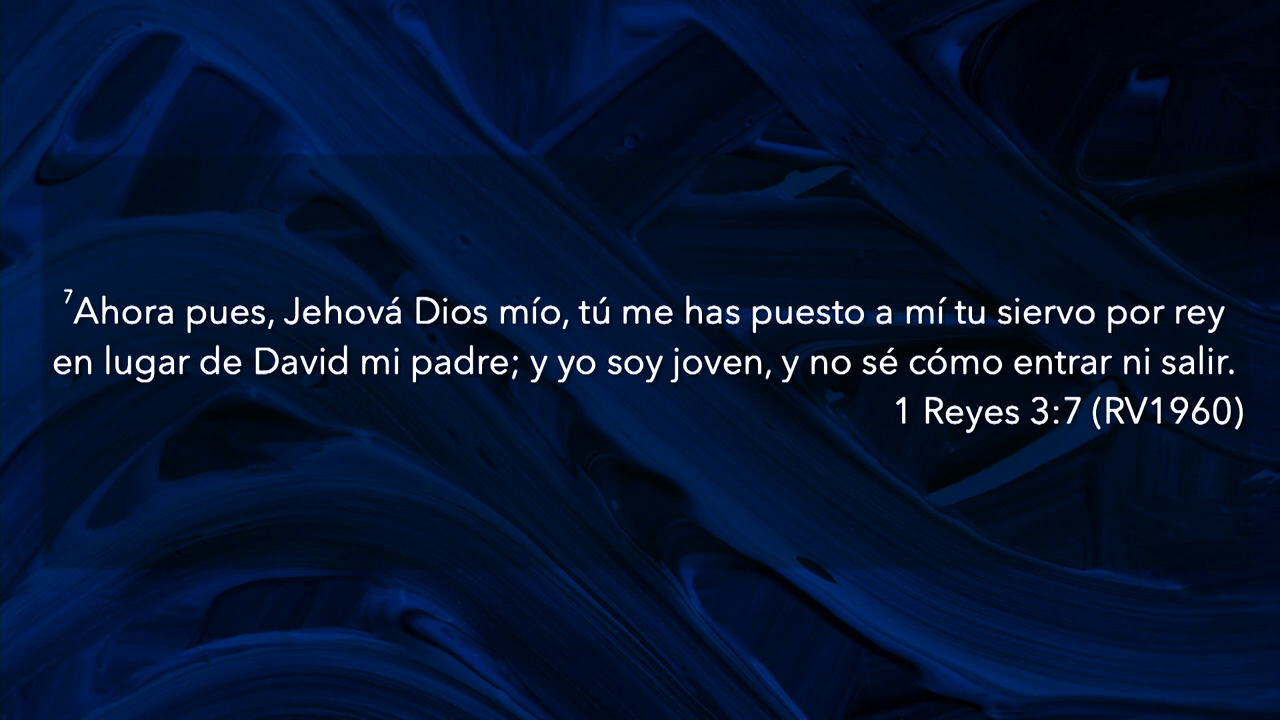 ⁷Ahora pues, Jehová Dios mío, tú me has puesto a mí tu siervo por rey
en lugar de David mi padre; y yo soy joven, y no sé cómo entrar ni salir.
1 Reyes 3:7 (RV1960)